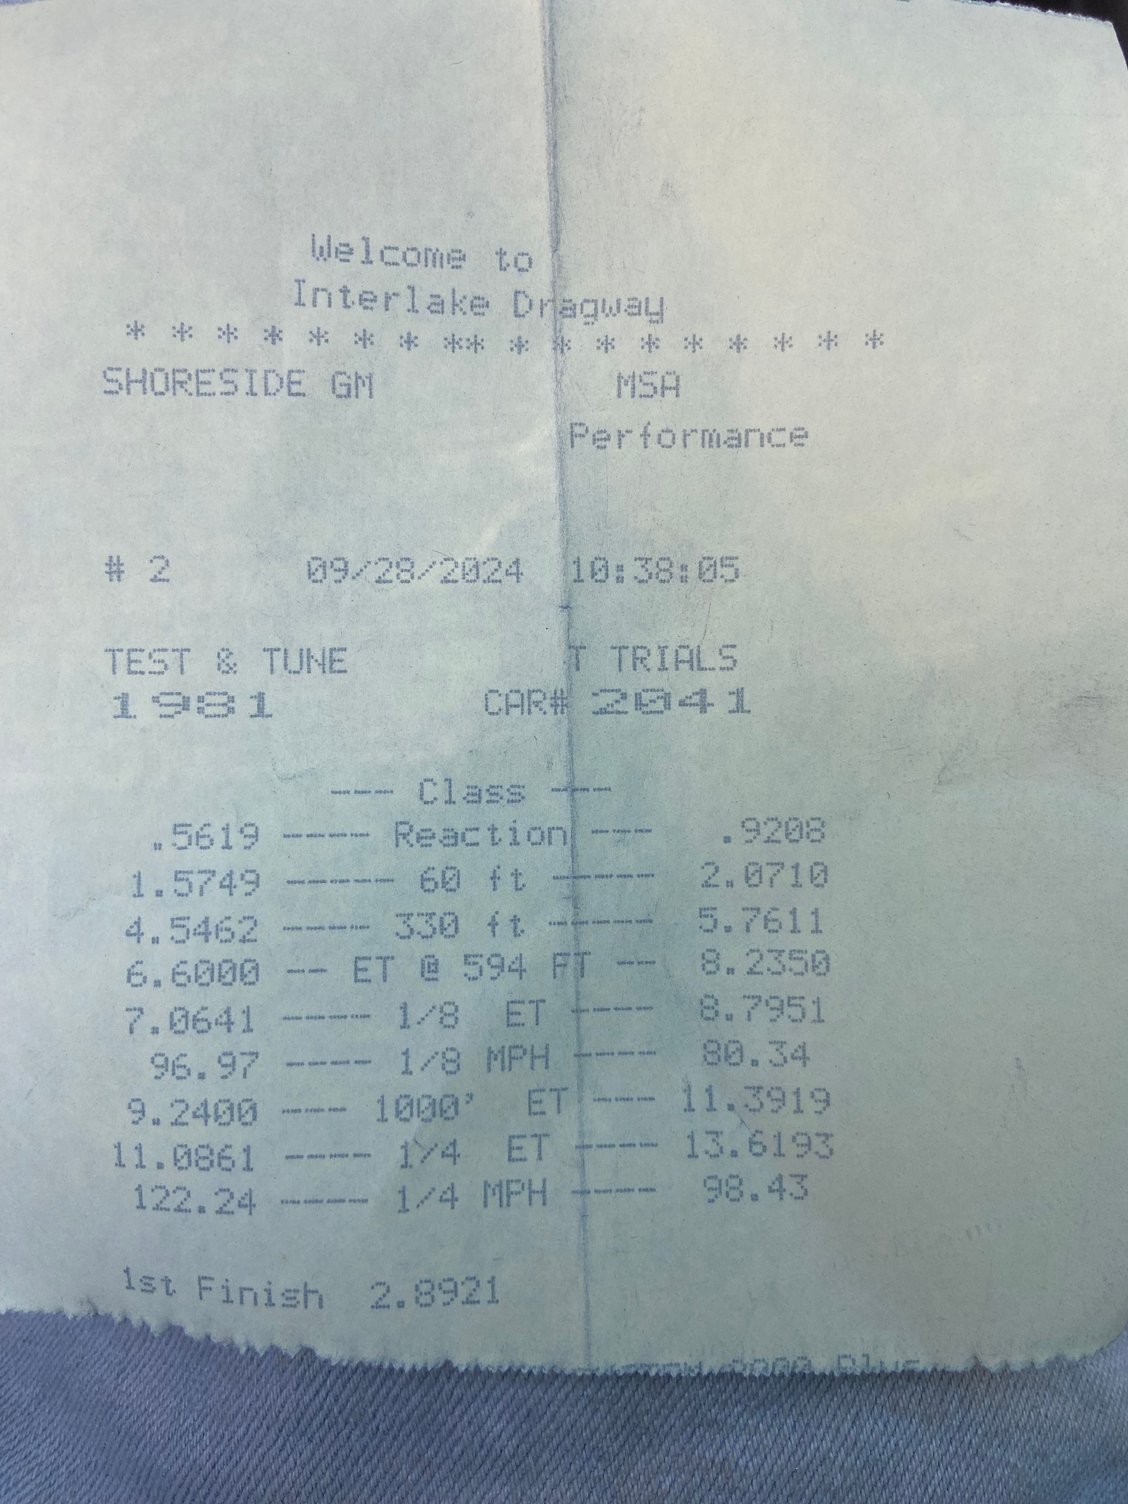 Welcome to
Interlake Dragway
* * * * * * * ** * * * * * * * * *
SHORESIDE GM MSA
Performance
# 2 09/28/2024 10:38:05
TEST & TUNE T TRIALS
1981 CAR# 2041
--- Class ----
.5619 ---- Reaction --- .9208
1.5749 ----- 60 ft ----- 2.0710
4.5462 ---- 330 ft ----- 5.7611
6.6000 -- ET @ 594 FT -- 8.2350
7.0641 ---- 1/8 ET ---- 8.7951
96.97 ---- 1/8 MPH ---- 80.34
9.2400 --- 1000' ET --- 11.3919
11.0861 ---- 1/4 ET ---- 13.6193
122.24 ---- 1/4 MPH ---- 98.43
1st Finish 2.8921
Plus